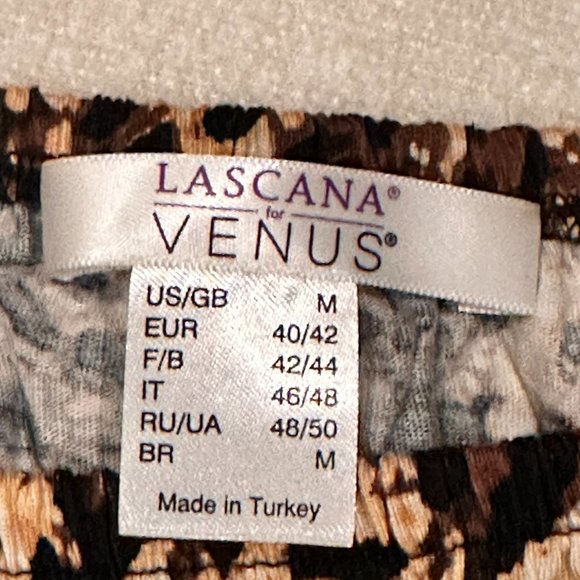 LASCANA®
for
VENUS®
US/GB M
EUR 40/42
F/B 42/44
IT 46/48
RU/UA 48/50
BR M
Made in Turkey